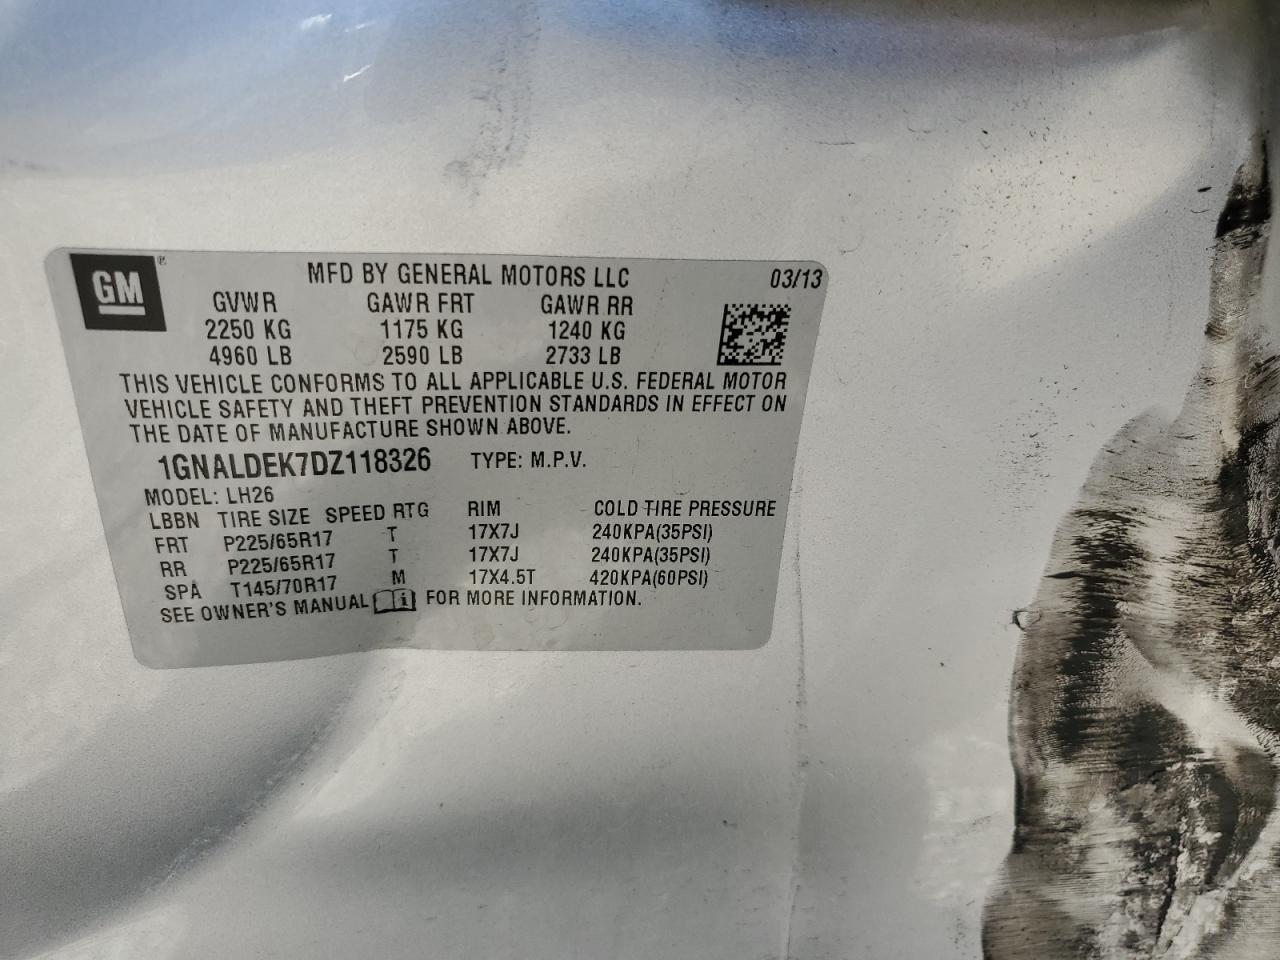 GM® MFD BY GENERAL MOTORS LLC 03/13
GVWR GAWR FRT GAWR RR
2250 KG 1175 KG 1240 KG
4960 LB 2590 LB 2733 LB
THIS VEHICLE CONFORMS TO ALL APPLICABLE U.S. FEDERAL MOTOR
VEHICLE SAFETY AND THEFT PREVENTION STANDARDS IN EFFECT ON
THE DATE OF MANUFACTURE SHOWN ABOVE.
1GNALDEK7DZ118326 TYPE: M.P.V.
MODEL: LH26
LBBN TIRE SIZE SPEED RTG RIM COLD TIRE PRESSURE
FRT P225/65R17 T 17X7J 240KPA(35PSI)
RR P225/65R17 T 17X7J 240KPA(35PSI)
SPA T145/70R17 M 17X4.5T 420KPA(60PSI)
SEE OWNER'S MANUAL i FOR MORE INFORMATION.